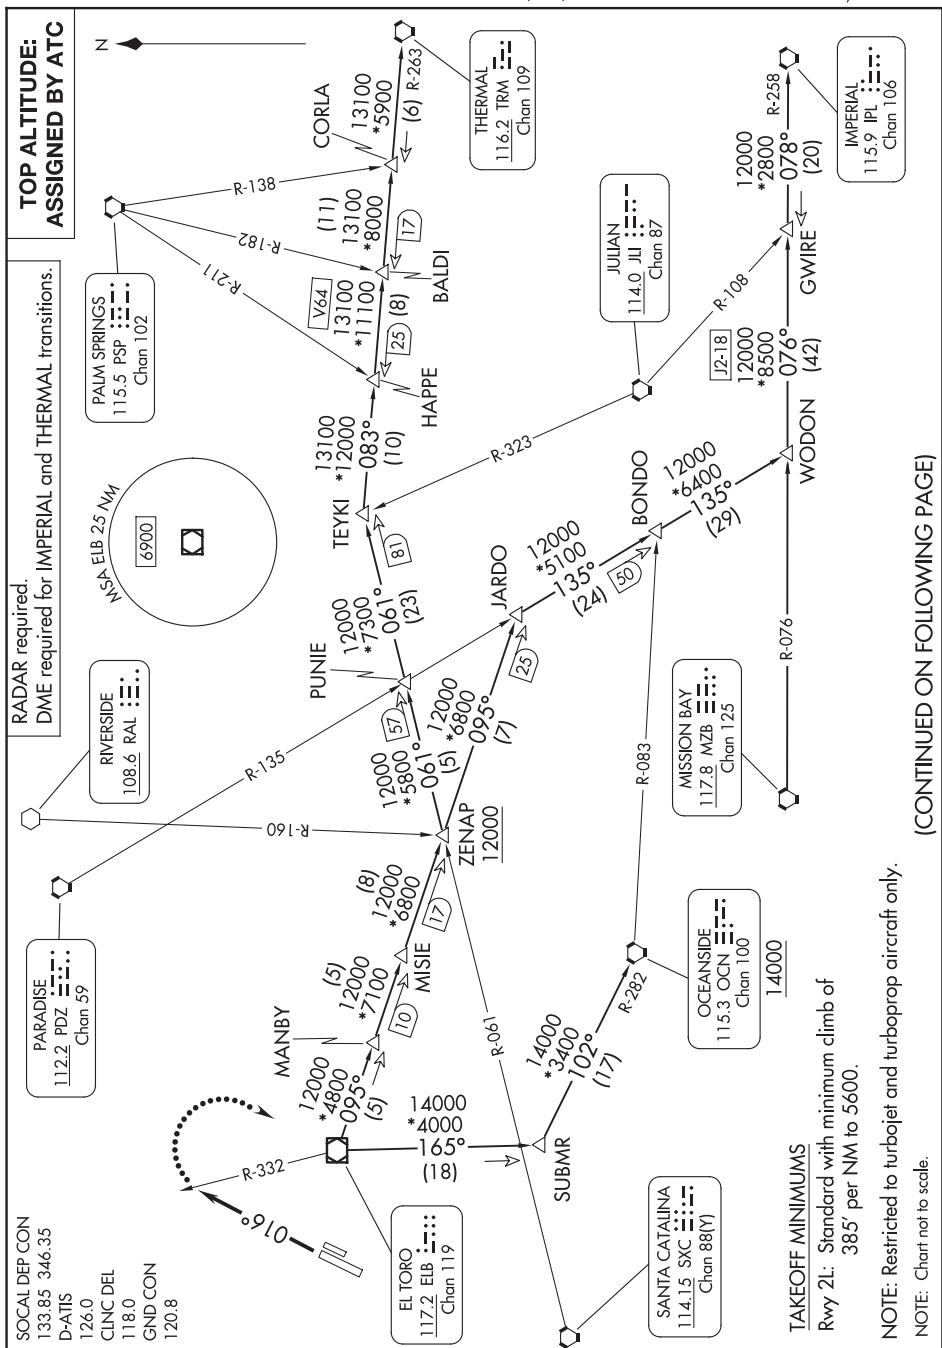 SOCAL DEP CON
133.85 346.35
D-ATIS
126.0
CLNC DEL
118.0
GND CON
120.8
PARADISE
112.2 PDZ
Chan 59
RIVERSIDE
108.6 RAL
RADAR required.
DME required for IMPERIAL and THERMAL transitions.
TOP ALTITUDE:
ASSIGNED BY ATC
N
MSA ELB 25 NM
6900
PALM SPRINGS
115.5 PSP
Chan 102
R-211
R-182
R-138
016°
R-332
EL TORO
117.2 ELB
Chan 119
12000
*4800
095°
(5)
MANBY
10
(5)
12000
*7100
MISIE
(8)
12000
*6800
17
R-160
R-135
ZENAP
12000
12000
*5800
061°
(5)
57
PUNIE
12000
*7300
061°
(23)
81
TEYKI
13100
*12000
083°
(10)
HAPPE
V64
13100
*11100
(8)
25
BALDI
(11)
13100
*8000
17
CORLA
13100
*5900
(6)
R-263
THERMAL
116.2 TRM
Chan 109
12000
*6800
095°
(7)
25
JARDO
12000
*5100
135°
(24)
50
BONDO
12000
*6400
135°
(29)
WODON
R-323
JULIAN
114.0 JLI
Chan 87
R-108
J2-18
12000
*8500
076°
(42)
GWIRE
12000
*2800
078°
(20)
R-258
IMPERIAL
115.9 IPL
Chan 106
14000
*4000
165°
(18)
SUBMR
14000
*3400
102°
(17)
R-282
R-061
R-083
OCEANSIDE
115.3 OCN
Chan 100
14000
MISSION BAY
117.8 MZB
Chan 125
R-076
SANTA CATALINA
114.15 SXC
Chan 88(Y)
TAKEOFF MINIMUMS
Rwy 2L: Standard with minimum climb of
385' per NM to 5600.
NOTE: Restricted to turbojet and turboprop aircraft only.
NOTE: Chart not to scale.
(CONTINUED ON FOLLOWING PAGE)